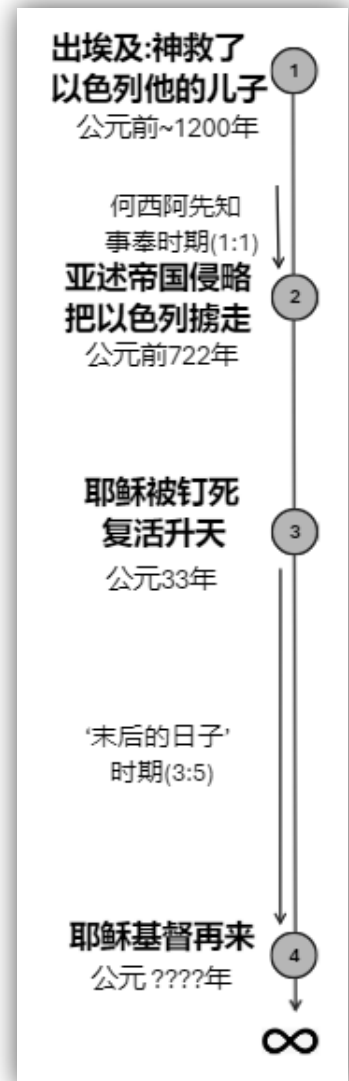 出埃及:神救了
以色列他的儿子
1
公元前~1200年
何西阿先知
事奉时期(1:1)
亚述帝国侵略
把以色列掳走
2
公元前722年
耶稣被钉死
复活升天
3
公元33年
‘末后的日子’
时期(3:5)
耶稣基督再来
4
公元 ????年
∞